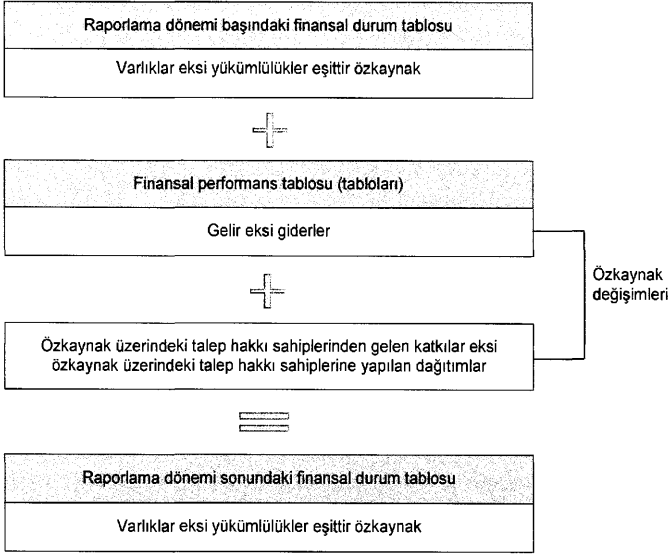 Raporlama dönemi başındaki finansal durum tablosu
Varlıklar eksi yükümlülükler eşittir özkaynak
Finansal performans tablosu (tabloları)
Gelir eksi giderler
Özkaynak
değişimleri
Özkaynak üzerindeki talep hakkı sahiplerinden gelen katkılar eksi
özkaynak üzerindeki talep hakkı sahiplerine yapılan dağıtımlar
Raporlama dönemi sonundaki finansal durum tablosu
Varlıklar eksi yükümlülükler eşittir özkaynak